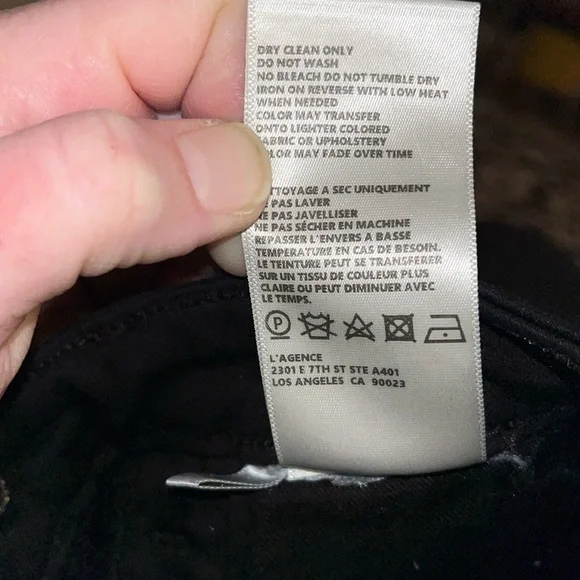 DRY CLEAN ONLY
DO NOT WASH
NO BLEACH DO NOT TUMBLE DRY
IRON ON REVERSE WITH LOW HEAT
WHEN NEEDED
COLOR MAY TRANSFER
ONTO LIGHTER COLORED
FABRIC OR UPHOLSTERY
COLOR MAY FADE OVER TIME
NETTOYAGE A SEC UNIQUEMENT
NE PAS LAVER
NE PAS JAVELLISER
NE PAS SÉCHER EN MACHINE
REPASSER L'ENVERS A BASSE
TEMPERATURE EN CAS DE BESOIN.
LE TEINTURE PEUT SE TRANSFERER
SUR UN TISSU DE COULEUR PLUS
CLAIRE OU PEUT DIMINUER AVEC
LE TEMPS.
P
L'AGENCE
2301 E 7TH ST STE A401
LOS ANGELES CA 90023